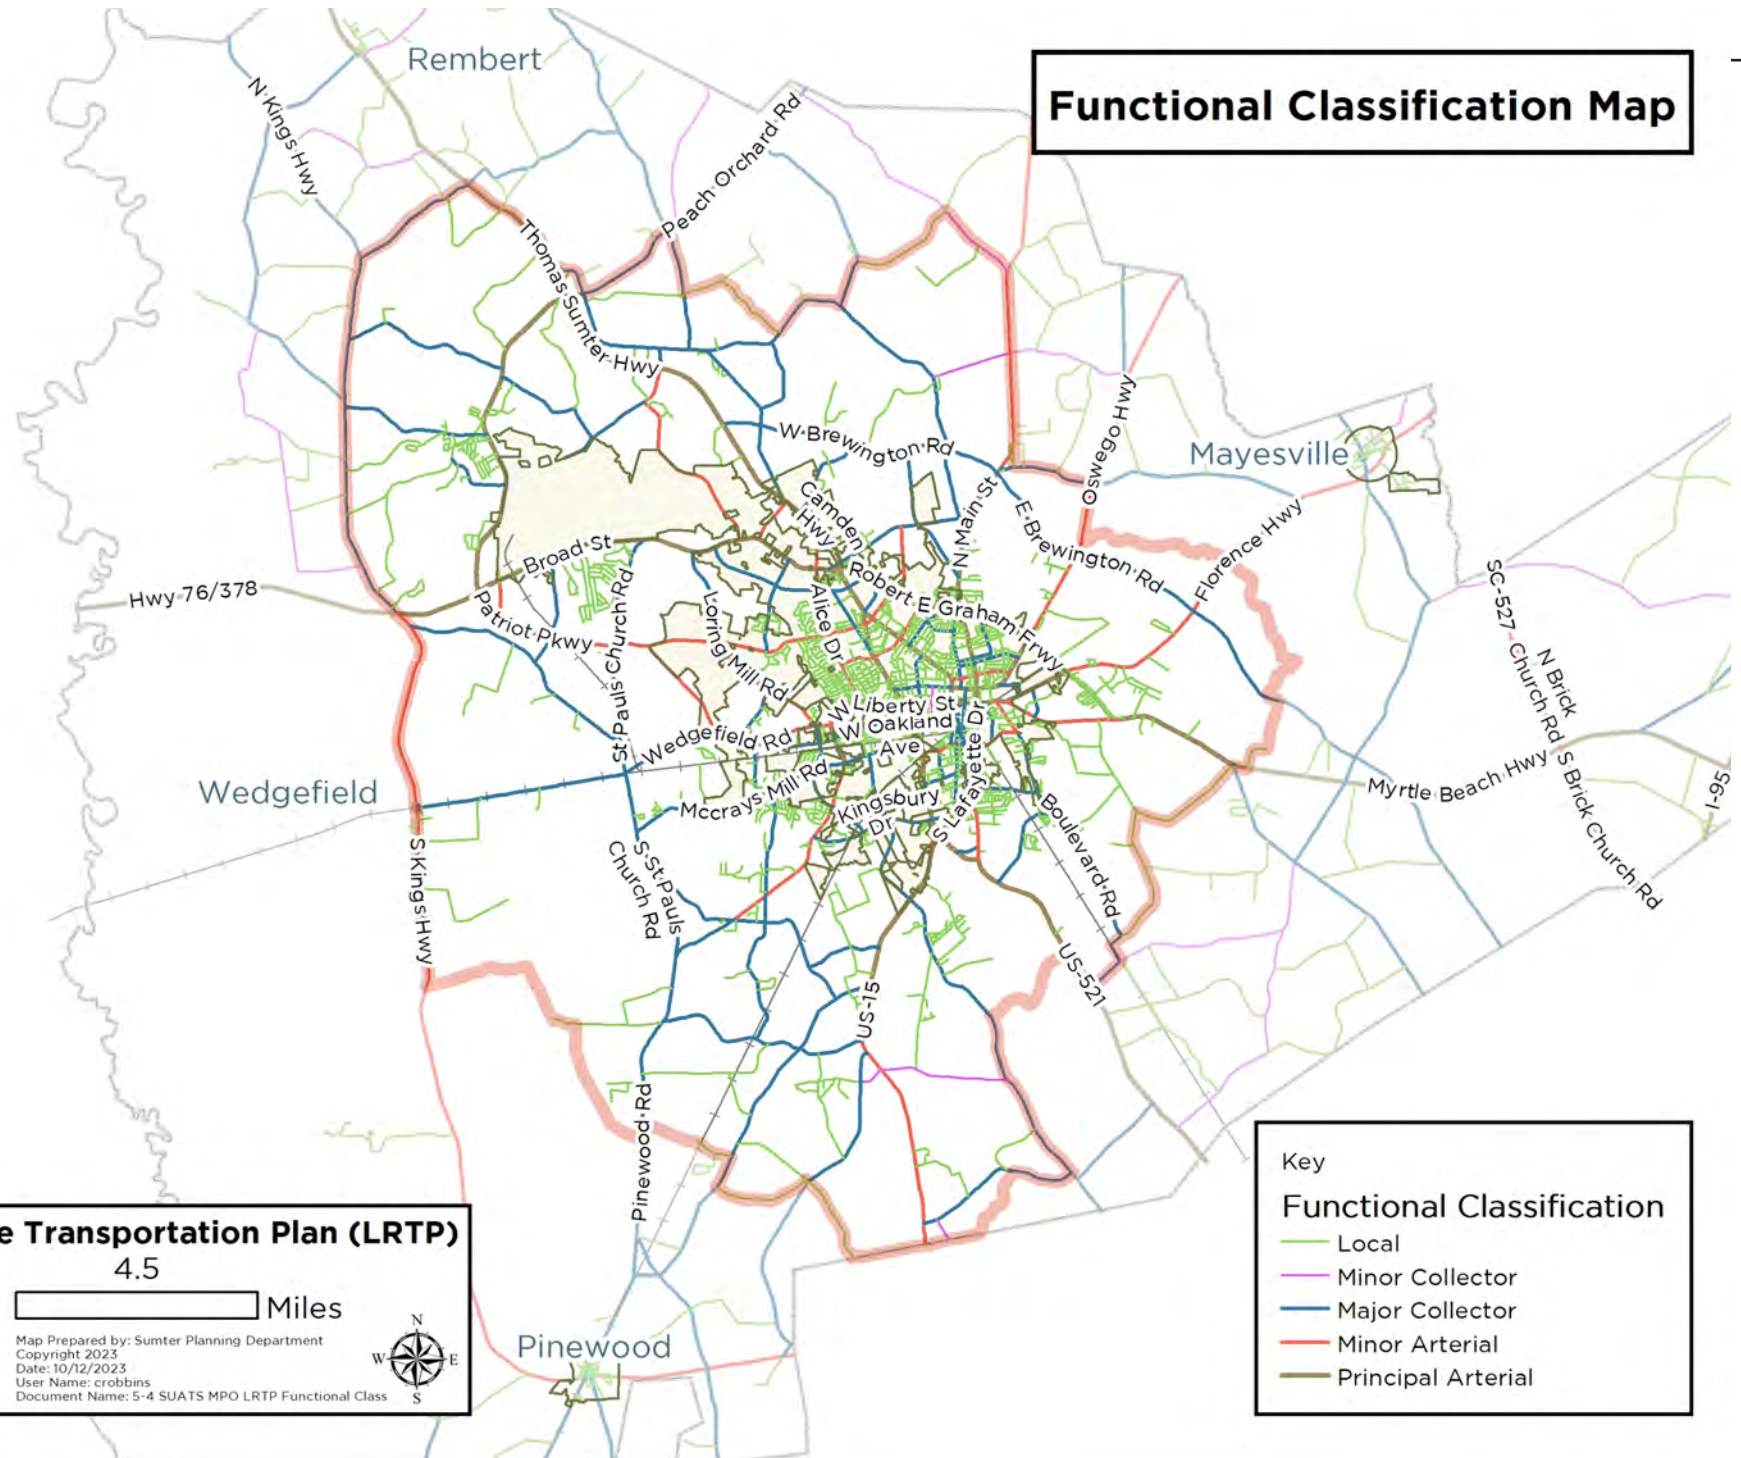 Functional Classification Map
Rembert
N Kings Hwy
Peach Orchard Rd
Thomas Sumter Hwy
W Brewington Rd
Oswego Hwy
Mayesville
Camden
Hwy
N Main St
E Brewington Rd
Florence Hwy
Broad St
Hwy 76/378
Patriot Pkwy
St Pauls Church Rd
Loring Mill Rd
Alice Dr
Robert E Graham Frwy
SC-527
Church Rd
N Brick
S Brick Church Rd
W Liberty St
W Oakland
Ave
Wedgefield Rd
Wedgefield
Mccrays Mill Rd
Kingsbury
Dr
S Lafayette Dr
Myrtle Beach Hwy
I-95
Boulevard Rd
S Kings Hwy
S St Pauls
Church Rd
US-15
US-521
Pinewood Rd
Pinewood
e Transportation Plan (LRTP)
4.5
Miles
Map Prepared by: Sumter Planning Department
Copyright 2023
Date: 10/12/2023
User Name: crobbins
Document Name: 5-4 SUATS MPO LRTP Functional Class
N
W E
S
Key
Functional Classification
Local
Minor Collector
Major Collector
Minor Arterial
Principal Arterial